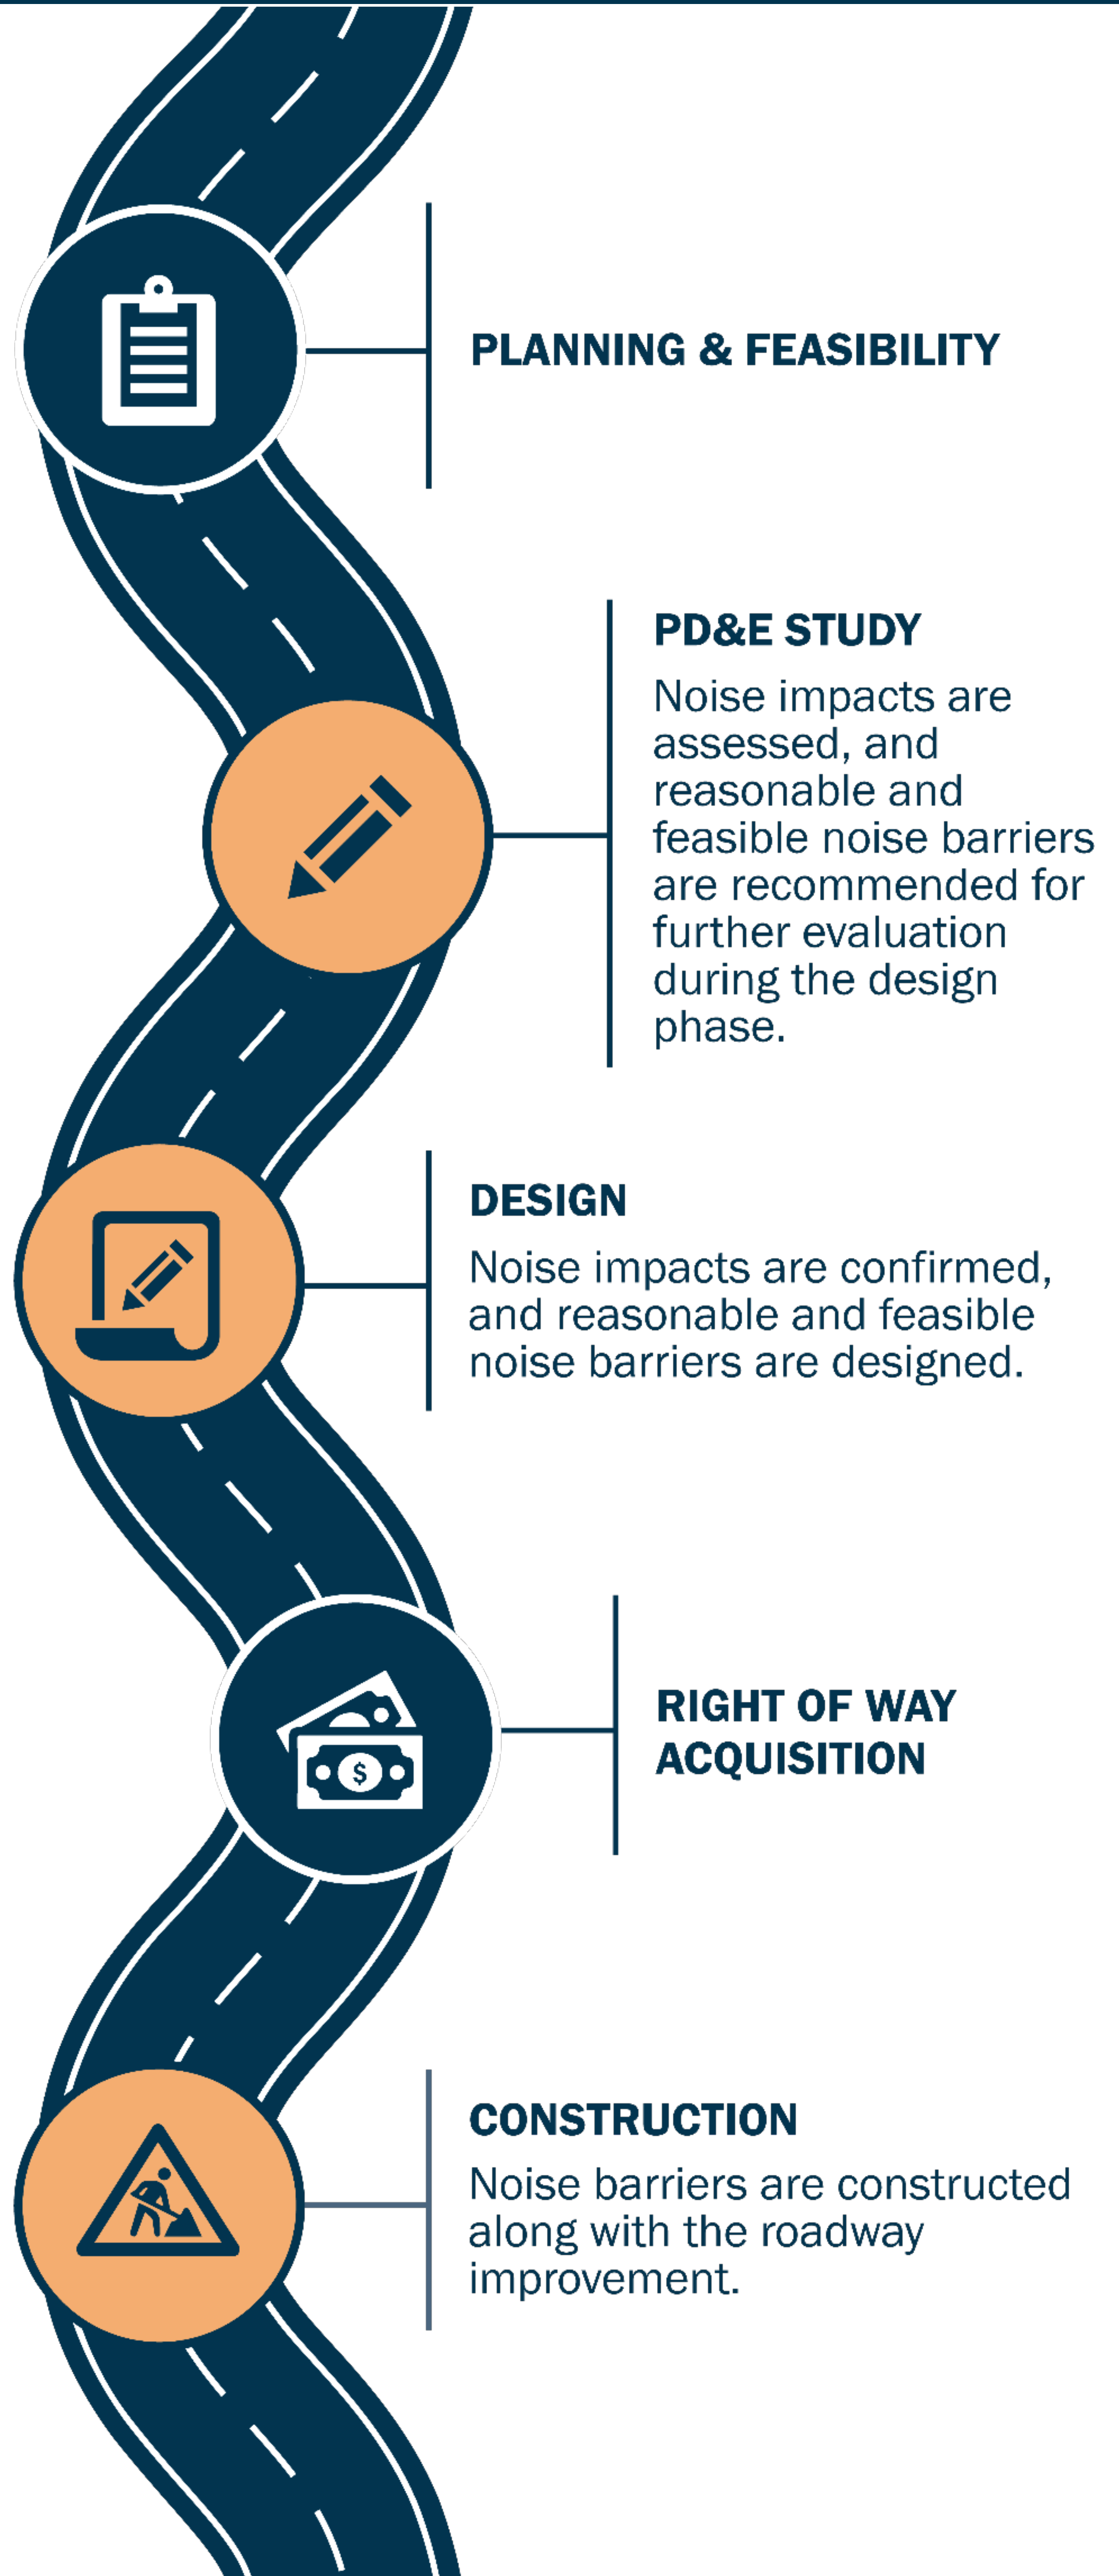 PLANNING & FEASIBILITY
PD&E STUDY
Noise impacts are
assessed, and
reasonable and
feasible noise barriers
are recommended for
further evaluation
during the design
phase.
DESIGN
Noise impacts are confirmed,
and reasonable and feasible
noise barriers are designed.
$
RIGHT OF WAY
ACQUISITION
CONSTRUCTION
Noise barriers are constructed
along with the roadway
improvement.